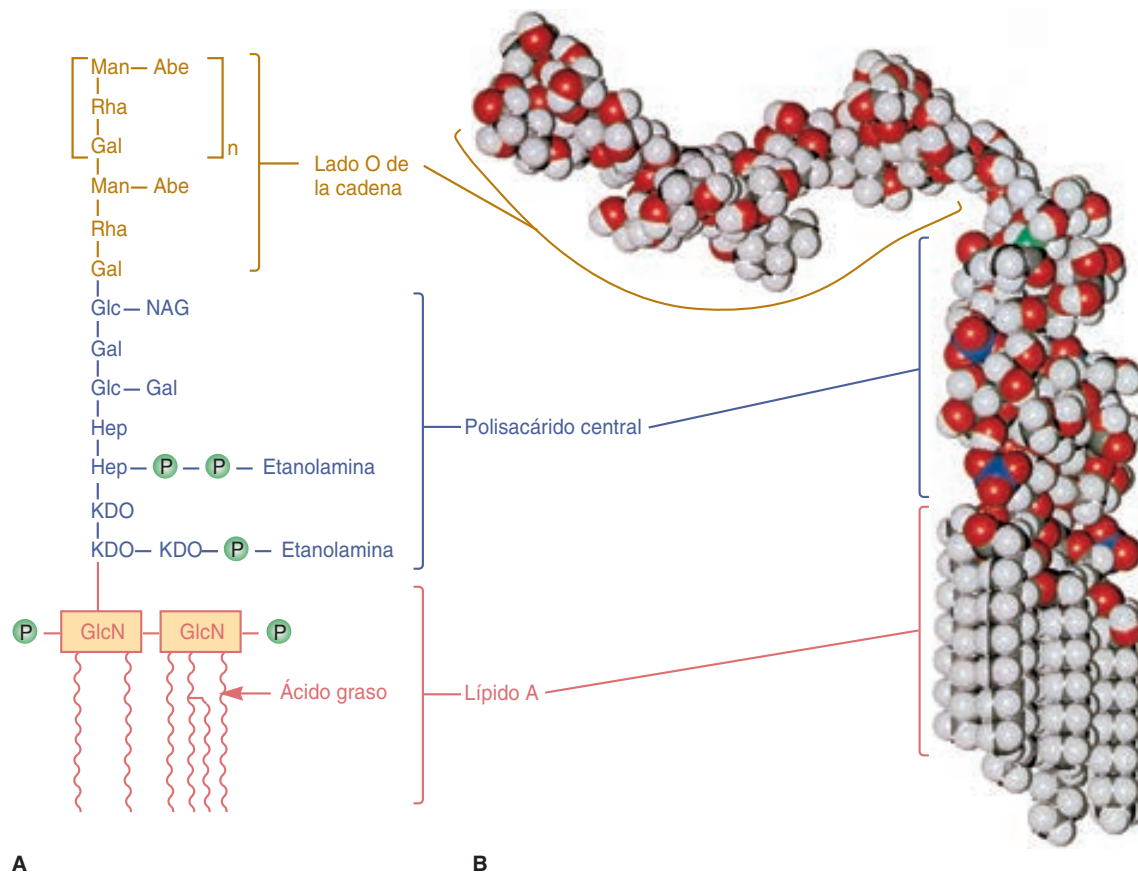 Man — Abe
Rha
Gal
n
Man — Abe
Rha
Gal
Lado O de
la cadena
Glc — NAG
Gal
Glc — Gal
Hep
Hep — P — P — Etanolamina
KDO
KDO — KDO — P — Etanolamina
Polisacárido central
P — GlcN — GlcN — P
Ácido graso
Lípido A
A
B